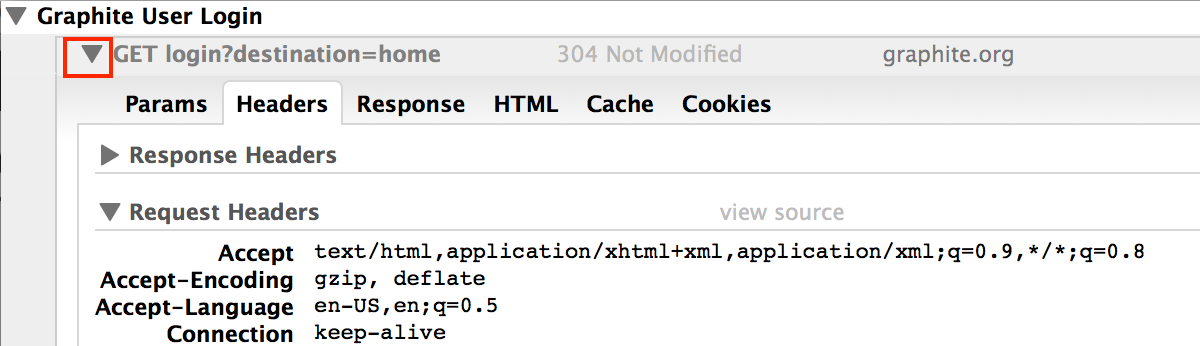 Graphite User Login
GET login?destination=home 304 Not Modified graphite.org
Params Headers Response HTML Cache Cookies
Response Headers
Request Headers view source
Accept text/html,application/xhtml+xml,application/xml;q=0.9,*/*;q=0.8
Accept-Encoding gzip, deflate
Accept-Language en-US,en;q=0.5
Connection keep-alive